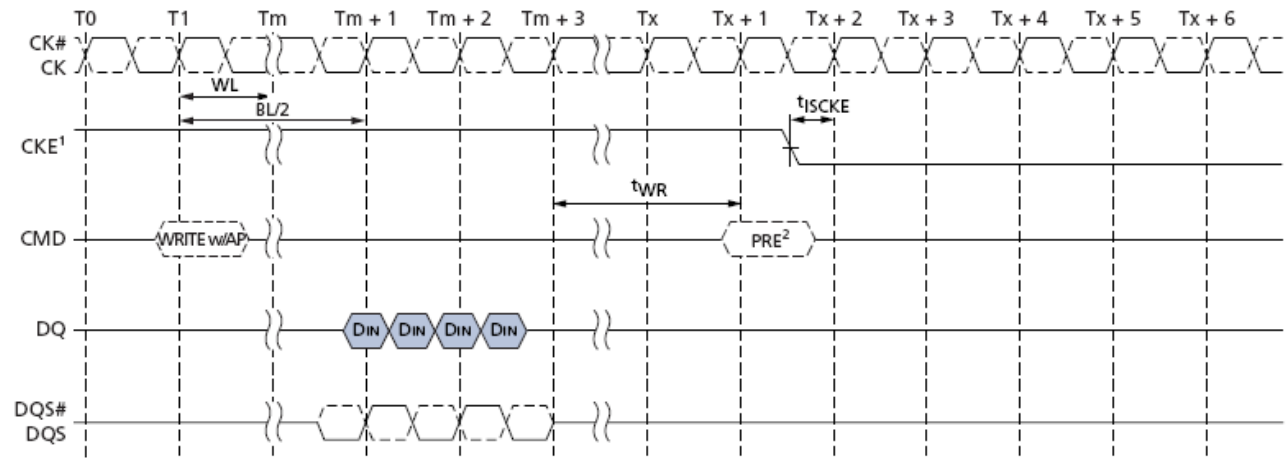 T0 T1 Tm Tm + 1 Tm + 2 Tm + 3 Tx Tx + 1 Tx + 2 Tx + 3 Tx + 4 Tx + 5 Tx + 6
CK#
CK
WL
BL/2
tISCKE
CKE1
tWR
CMD WRITE w/AP PRE2
DQ DIN DIN DIN DIN
DQS#
DQS